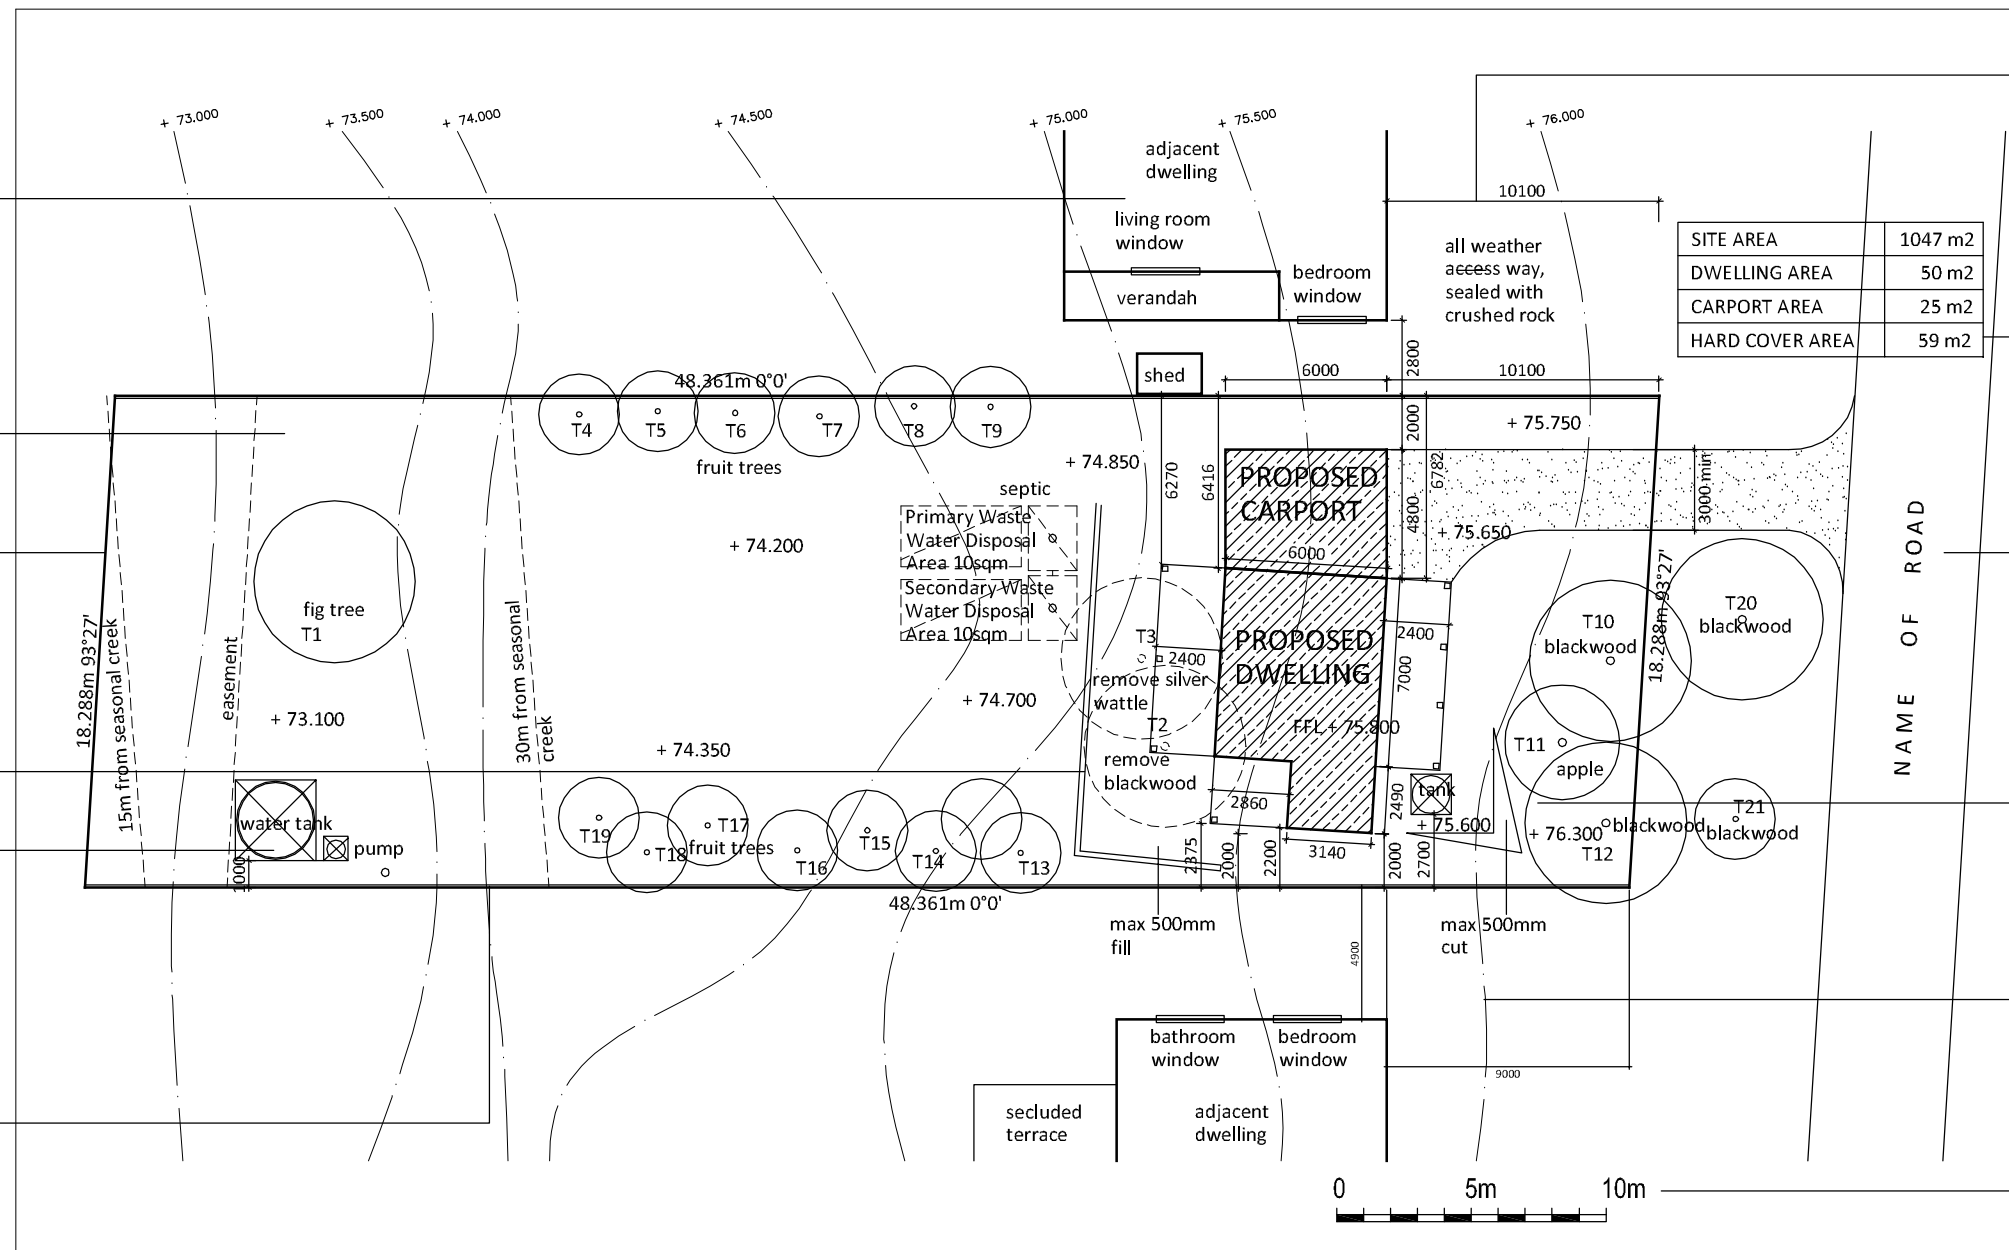 + 73.000
+ 73.500
+ 74.000
+ 74.500
+ 75.000
+ 75.500
+ 76.000
adjacent
dwelling
living room
window
verandah
bedroom
window
10100
all weather
access way,
sealed with
crushed rock
SITE AREA 1047 m2
DWELLING AREA 50 m2
CARPORT AREA 25 m2
HARD COVER AREA 59 m2
shed
6000
2800
10100
48.361m 0°0'
T4
T5
T6
T7
T8
T9
fruit trees
2000
+ 75.750
+ 74.850
6270
6416
PROPOSED
CARPORT
4800
6782
3000 min
+ 75.650
septic
Primary Waste
Water Disposal
Area 10sqm
Secondary Waste
Water Disposal
Area 10sqm
+ 74.200
6000
fig tree
T1
18.288m 93°27'
15m from seasonal creek
easement
30m from seasonal
creek
+ 73.100
+ 74.350
+ 74.700
T3
2400
remove silver
wattle
T2
remove
blackwood
PROPOSED
DWELLING
FFL + 75.800
2400
7000
T10
blackwood
18.288m 93°27'
T20
blackwood
NAME OF ROAD
T11
apple
tank
2490
+ 75.600
+ 76.300
blackwood
T12
T21
blackwood
water tank
pump
1000
T19
T18
T17
fruit trees
T16
T15
T14
T13
2860
2375
2000
2200
3140
2000
2700
48.361m 0°0'
max 500mm
fill
max 500mm
cut
4900
bathroom
window
bedroom
window
9000
secluded
terrace
adjacent
dwelling
0 5m 10m